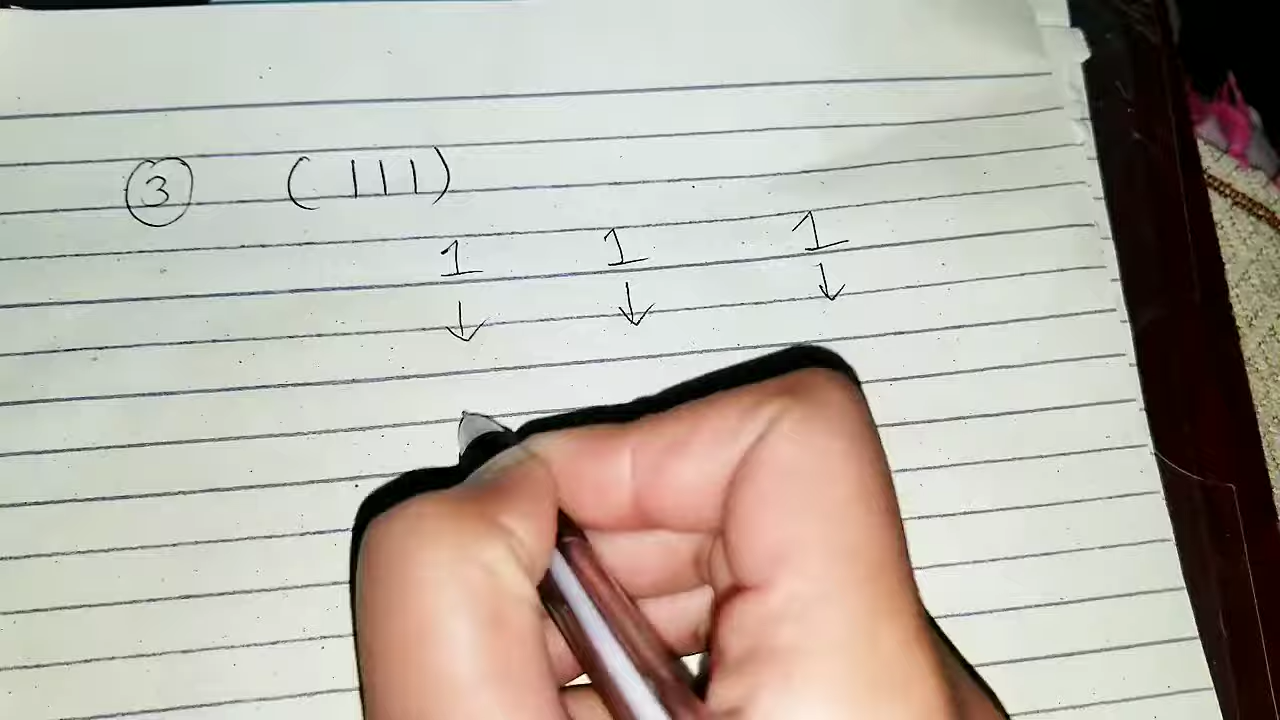 ③ (111)
1 1 1
↓ ↓ ↓